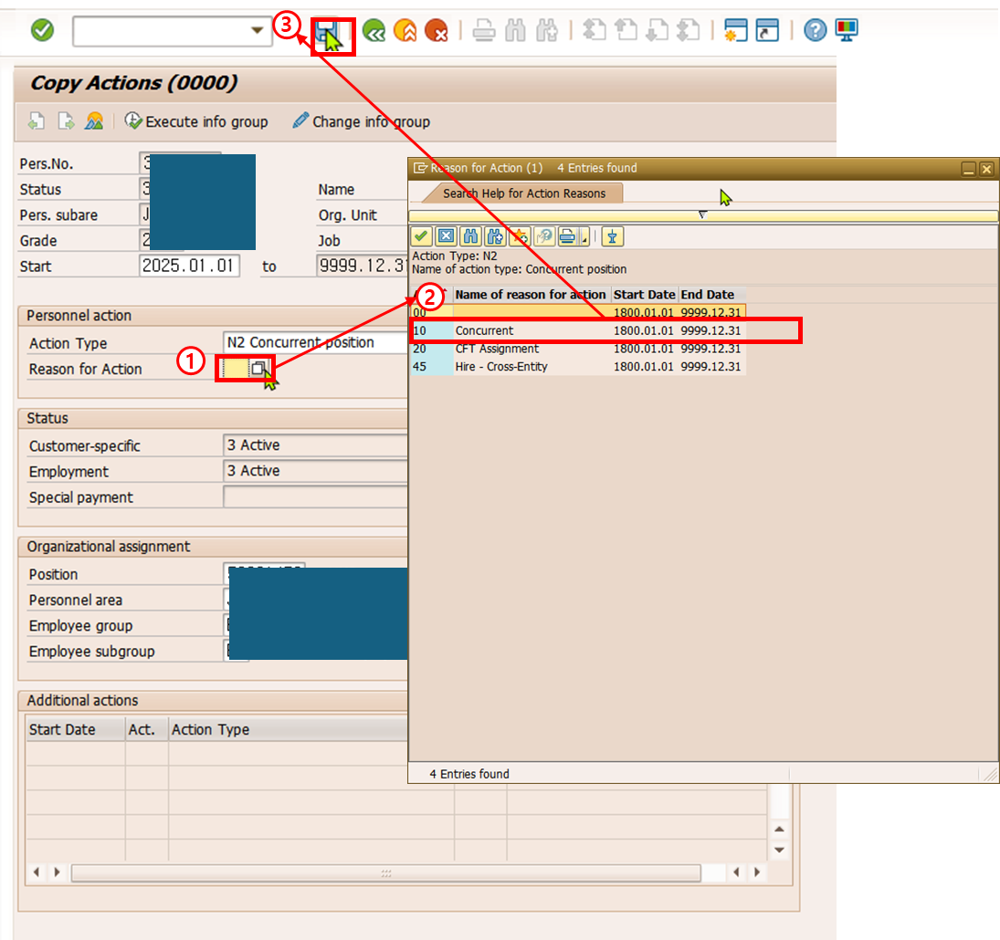 ③
Copy Actions (0000)
Execute info group
Change info group
Pers.No. 3
Status 3 Name
Pers. subare J Org. Unit
Grade 2 Job
Start 2025.01.01 to 9999.12.31
Personnel action
Action Type N2 Concurrent position
① Reason for Action
Status
Customer-specific 3 Active
Employment 3 Active
Special payment
Organizational assignment
Position
Personnel area
Employee group
Employee subgroup
Additional actions
Start Date Act. Action Type
Reason for Action (1) 4 Entries found
Search Help for Action Reasons
Action Type: N2
Name of action type: Concurrent position
② Name of reason for action Start Date End Date
00 1800.01.01 9999.12.31
10 Concurrent 1800.01.01 9999.12.31
20 CFT Assignment 1800.01.01 9999.12.31
45 Hire - Cross-Entity 1800.01.01 9999.12.31
4 Entries found